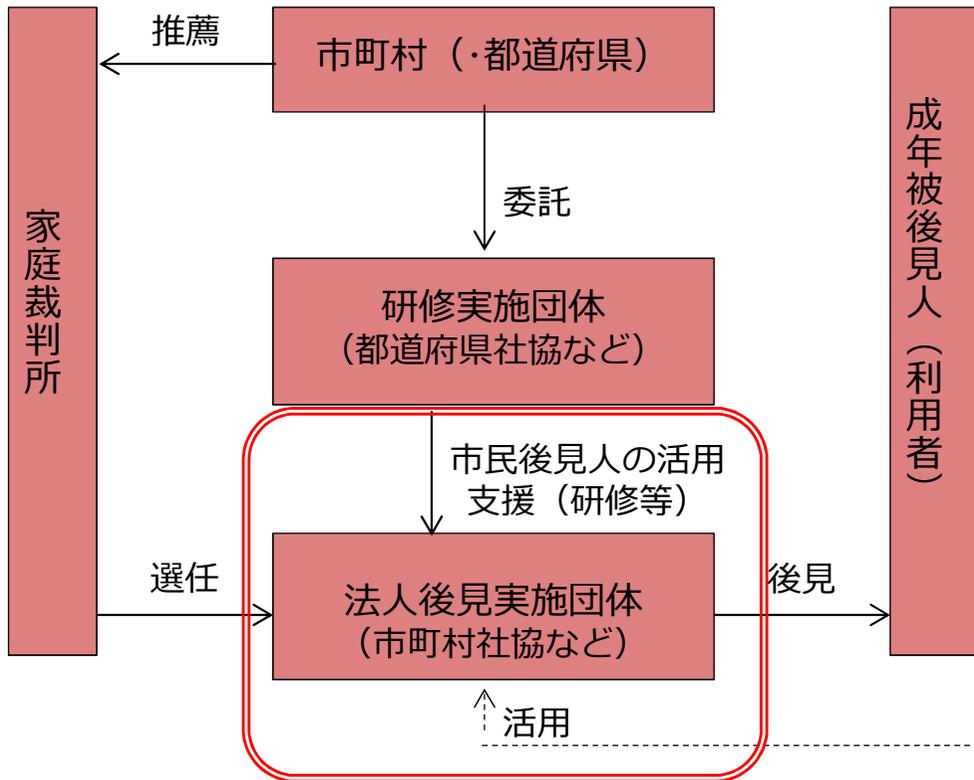 推薦
市町村（・都道府県）
委託
家庭裁判所
成年被後見人（利用者）
研修実施団体
（都道府県社協など）
市民後見人の活用
支援（研修等）
選任
法人後見実施団体
（市町村社協など）
後見
活用